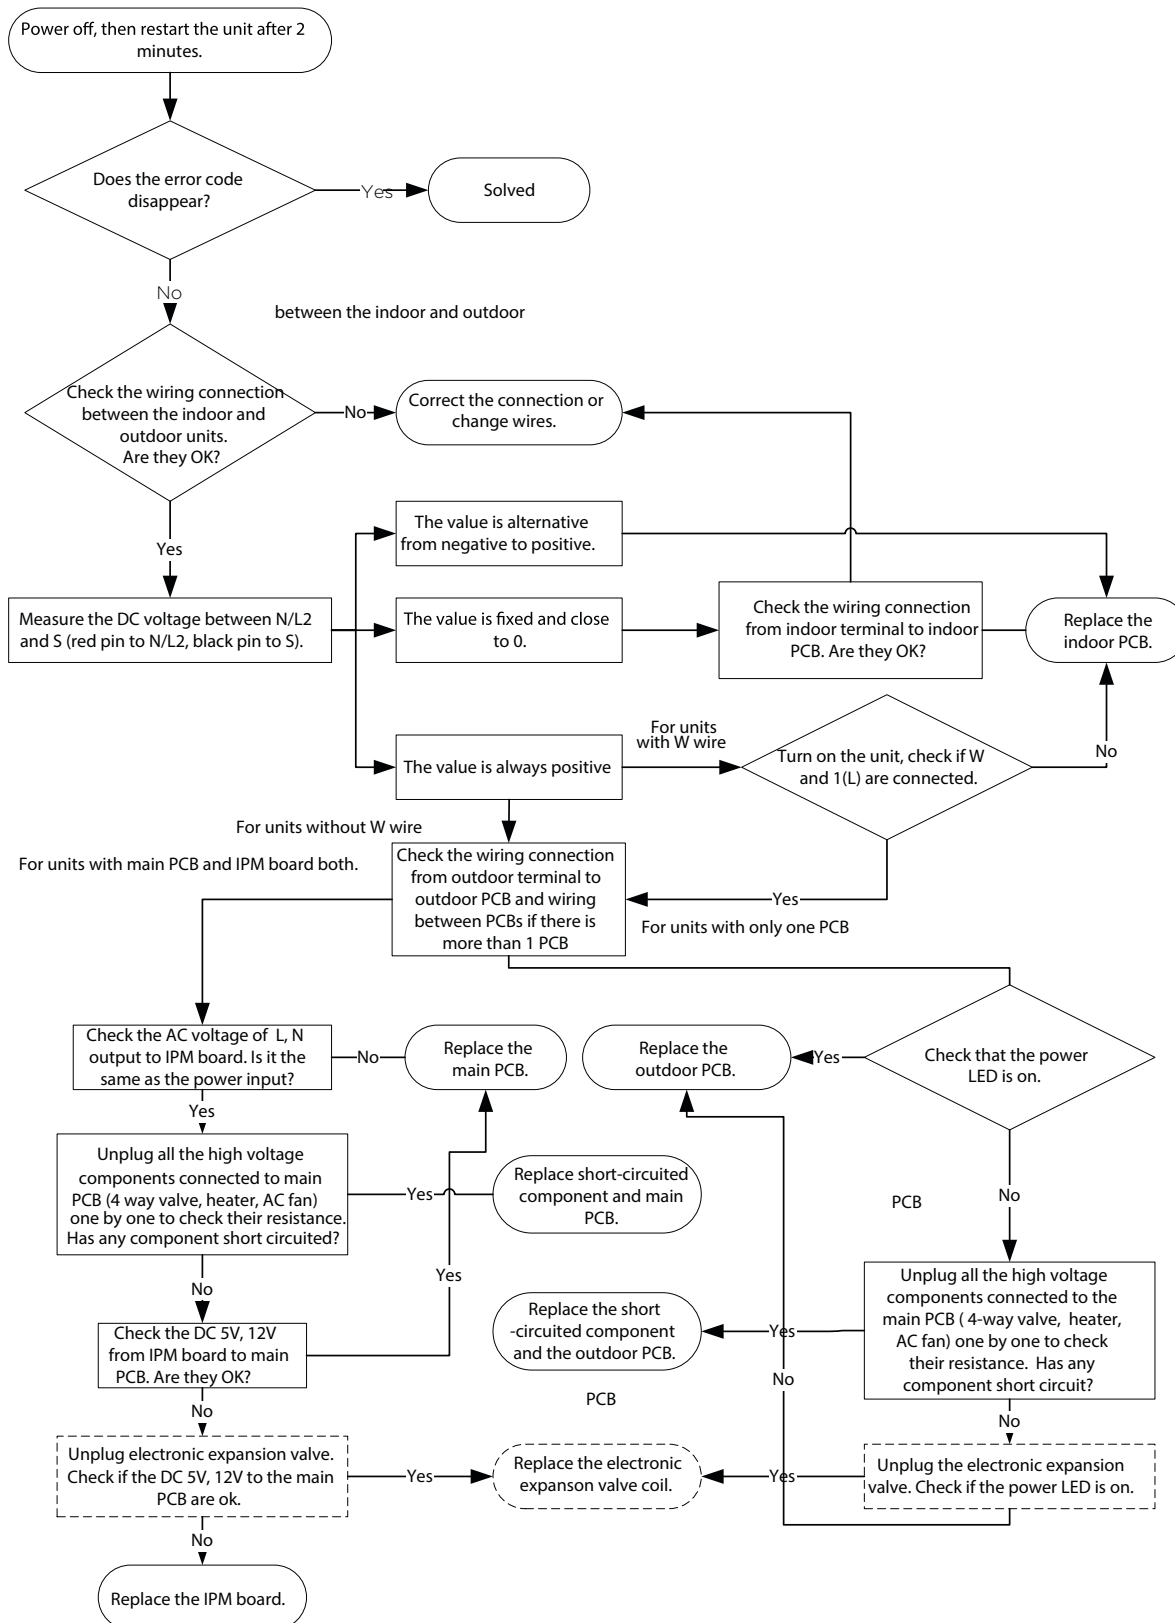 Power off, then restart the unit after 2
minutes.
Does the error code
disappear?
Yes
Solved
No
between the indoor and outdoor
Check the wiring connection
between the indoor and
outdoor units.
Are they OK?
No
Correct the connection or
change wires.
Yes
The value is alternative
from negative to positive.
Measure the DC voltage between N/L2
and S (red pin to N/L2, black pin to S).
The value is fixed and close
to 0.
Check the wiring connection
from indoor terminal to indoor
PCB. Are they OK?
Replace the
indoor PCB.
The value is always positive
For units
with W wire
Turn on the unit, check if W
and 1(L) are connected.
No
For units without W wire
For units with main PCB and IPM board both.
Check the wiring connection
from outdoor terminal to
outdoor PCB and wiring
between PCBs if there is
more than 1 PCB
Yes
For units with only one PCB
Check the AC voltage of L, N
output to IPM board. Is it the
same as the power input?
No
Replace the
main PCB.
Replace the
outdoor PCB.
Yes
Check that the power
LED is on.
Yes
Unplug all the high voltage
components connected to main
PCB (4 way valve, heater, AC fan)
one by one to check their resistance.
Has any component short circuited?
Yes
Replace short-circuited
component and main
PCB.
PCB
No
No
Yes
Check the DC 5V, 12V
from IPM board to main
PCB. Are they OK?
Replace the short
-circuited component
and the outdoor PCB.
Yes
Unplug all the high voltage
components connected to the
main PCB ( 4-way valve, heater,
AC fan) one by one to check
their resistance. Has any
component short circuit?
No
PCB
No
No
Unplug electronic expansion valve.
Check if the DC 5V, 12V to the main
PCB are ok.
Yes
Replace the electronic
expanson valve coil.
Yes
Unplug the electronic expansion
valve. Check if the power LED is on.
No
Replace the IPM board.